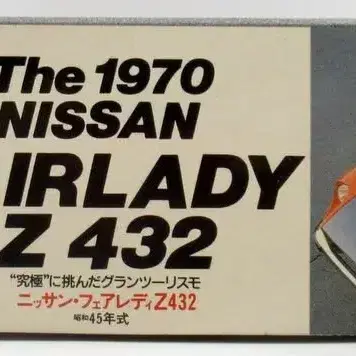 The 1970
NISSAN
IRLADY
Z 432
“究極”に挑んだグランツーリスモ
ニッサン・フェアレディZ432
昭和45年式